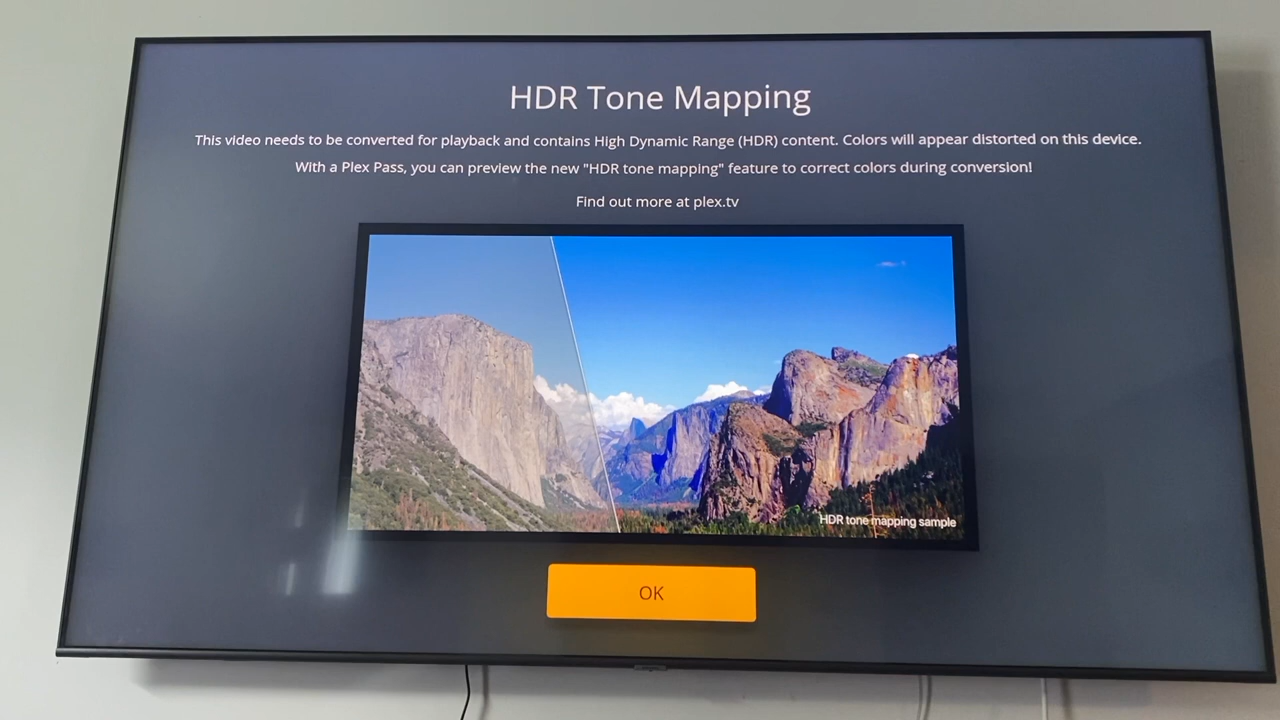 HDR Tone Mapping
This video needs to be converted for playback and contains High Dynamic Range (HDR) content. Colors will appear distorted on this device.
With a Plex Pass, you can preview the new "HDR tone mapping" feature to correct colors during conversion!
Find out more at plex.tv
HDR tone mapping sample
OK